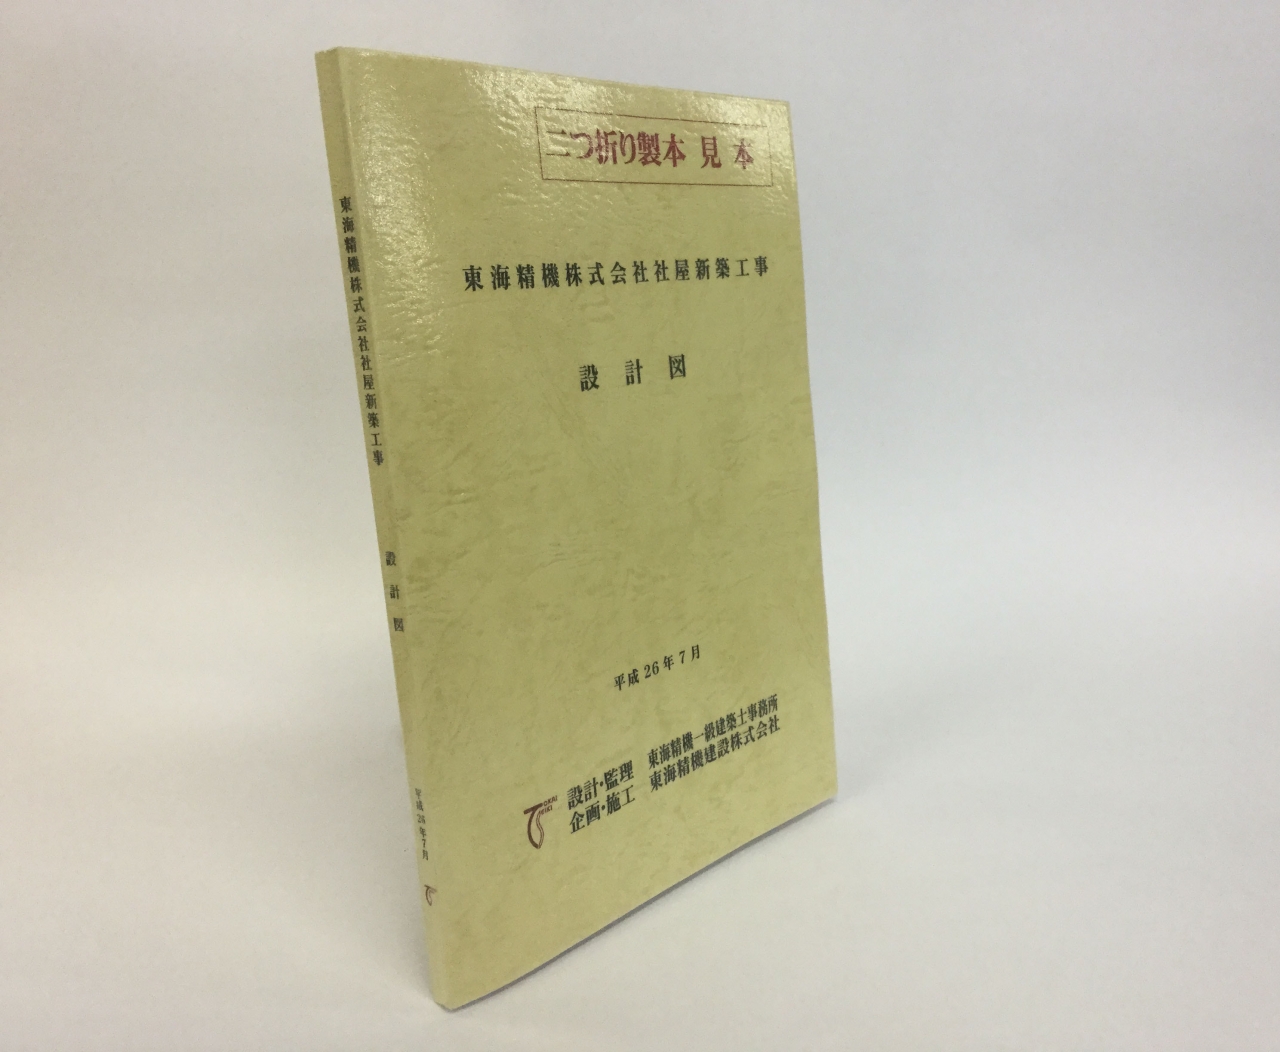 二つ折り製本 見本
東海精機株式会社社屋新築工事
設計図
平成26年7月
設計・監理 東海精機一級建築士事務所
企画・施工 東海精機建設株式会社
TOKAI
SEIKI
東海精機株式会社社屋新築工事 設計図 平成26年7月